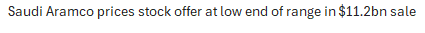 Saudi Aramco prices stock offer at low end of range in $11.2bn sale